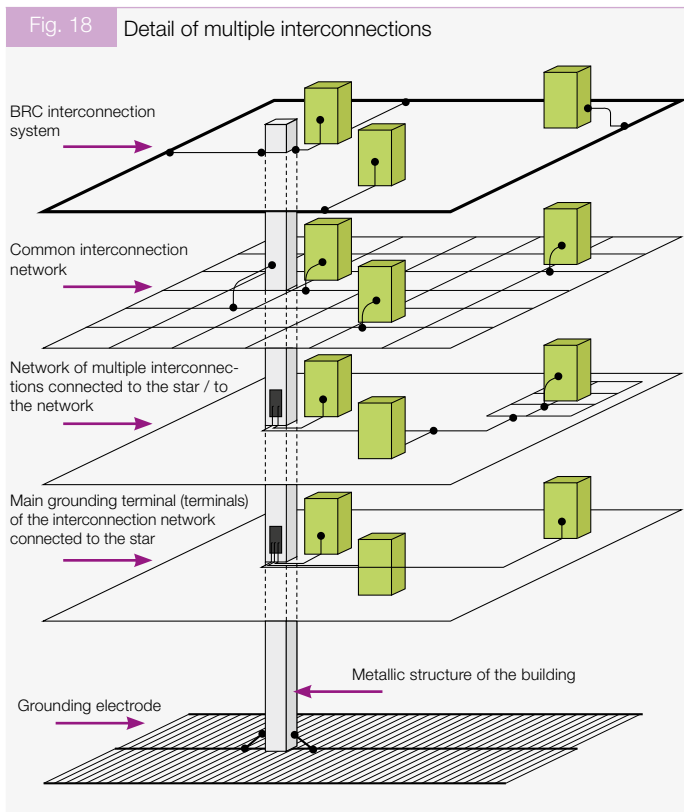 Fig. 18
Detail of multiple interconnections
BRC interconnection
system
Common interconnection
network
Network of multiple interconnec-
tions connected to the star / to
the network
Main grounding terminal (terminals)
of the interconnection network
connected to the star
Metallic structure of the building
Grounding electrode